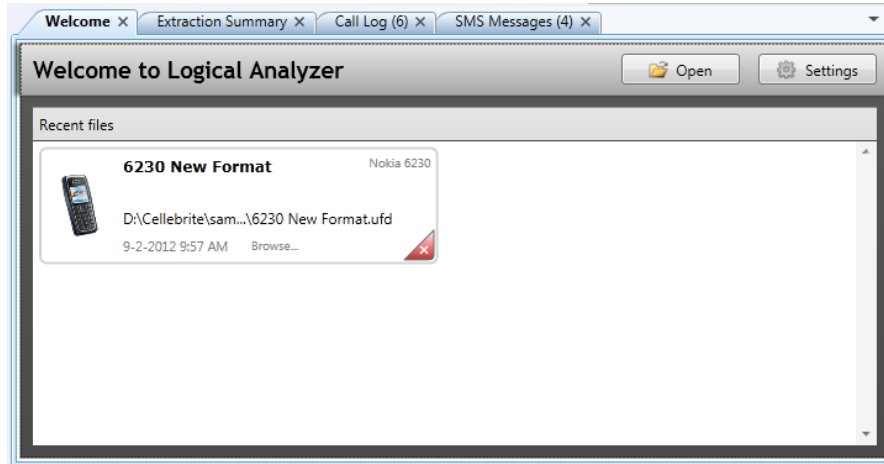 Welcome × Extraction Summary × Call Log (6) × SMS Messages (4) ×
Welcome to Logical Analyzer Open Settings
Recent files
6230 New Format Nokia 6230
D:\Cellebrite\sam...\6230 New Format.ufd
9-2-2012 9:57 AM Browse...